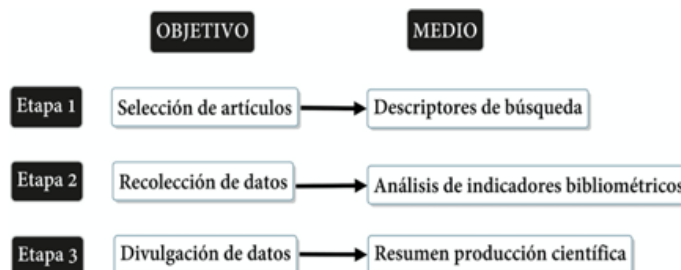 OBJETIVO MEDIO
Etapa 1 Selección de artículos Descriptores de búsqueda
Etapa 2 Recolección de datos Análisis de indicadores bibliométricos
Etapa 3 Divulgación de datos Resumen producción científica